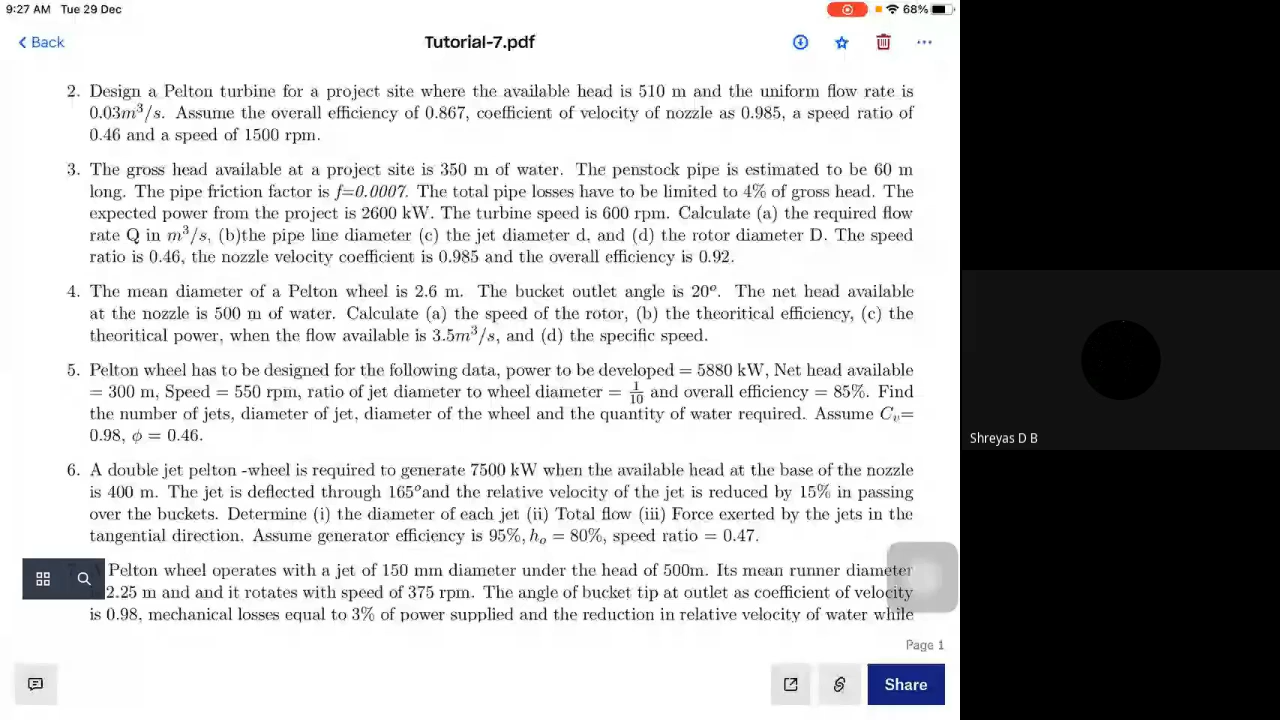 9:27 AM Tue 29 Dec
68%
Back
Tutorial-7.pdf
2. Design a Pelton turbine for a project site where the available head is 510 m and the uniform flow rate is
0.03m³/s. Assume the overall efficiency of 0.867, coefficient of velocity of nozzle as 0.985, a speed ratio of
0.46 and a speed of 1500 rpm.
3. The gross head available at a project site is 350 m of water. The penstock pipe is estimated to be 60 m
long. The pipe friction factor is f=0.0007. The total pipe losses have to be limited to 4% of gross head. The
expected power from the project is 2600 kW. The turbine speed is 600 rpm. Calculate (a) the required flow
rate Q in m³/s, (b)the pipe line diameter (c) the jet diameter d, and (d) the rotor diameter D. The speed
ratio is 0.46, the nozzle velocity coefficient is 0.985 and the overall efficiency is 0.92.
4. The mean diameter of a Pelton wheel is 2.6 m. The bucket outlet angle is 20°. The net head available
at the nozzle is 500 m of water. Calculate (a) the speed of the rotor, (b) the theoritical efficiency, (c) the
theoritical power, when the flow available is 3.5m³/s, and (d) the specific speed.
5. Pelton wheel has to be designed for the following data, power to be developed = 5880 kW, Net head available
= 300 m, Speed = 550 rpm, ratio of jet diameter to wheel diameter = 1/10 and overall efficiency = 85%. Find
the number of jets, diameter of jet, diameter of the wheel and the quantity of water required. Assume Cᵥ=
0.98, ϕ = 0.46.
6. A double jet pelton -wheel is required to generate 7500 kW when the available head at the base of the nozzle
is 400 m. The jet is deflected through 165° and the relative velocity of the jet is reduced by 15% in passing
over the buckets. Determine (i) the diameter of each jet (ii) Total flow (iii) Force exerted by the jets in the
tangential direction. Assume generator efficiency is 95%, hₒ = 80%, speed ratio = 0.47.
Pelton wheel operates with a jet of 150 mm diameter under the head of 500m. Its mean runner diameter
2.25 m and and it rotates with speed of 375 rpm. The angle of bucket tip at outlet as coefficient of velocity
is 0.98, mechanical losses equal to 3% of power supplied and the reduction in relative velocity of water while
Page 1
Share
Shreyas D B